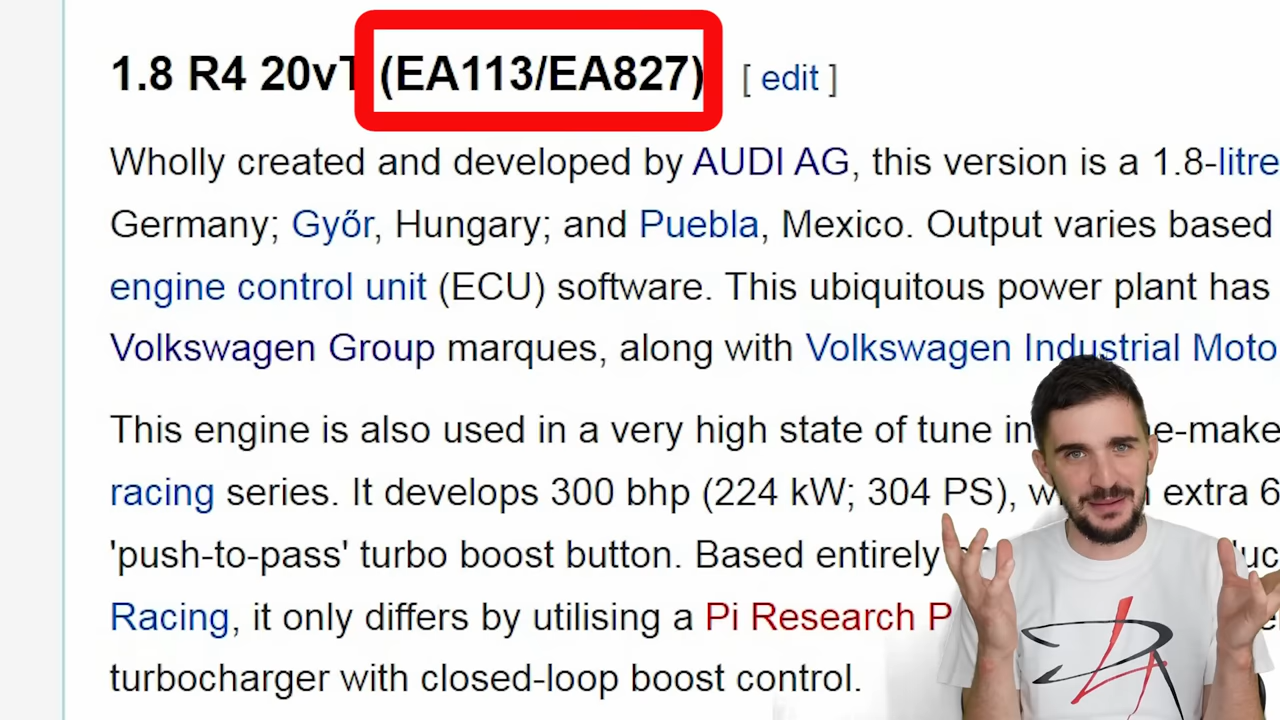 1.8 R4 20vT (EA113/EA827) [ edit ]
Wholly created and developed by AUDI AG, this version is a 1.8-litre
Germany; Győr, Hungary; and Puebla, Mexico. Output varies based
engine control unit (ECU) software. This ubiquitous power plant has
Volkswagen Group marques, along with Volkswagen Industrial Moto
This engine is also used in a very high state of tune in e-make
racing series. It develops 300 bhp (224 kW; 304 PS), extra 6
'push-to-pass' turbo boost button. Based entirely
Racing, it only differs by utilising a Pi Research P
turbocharger with closed-loop boost control.